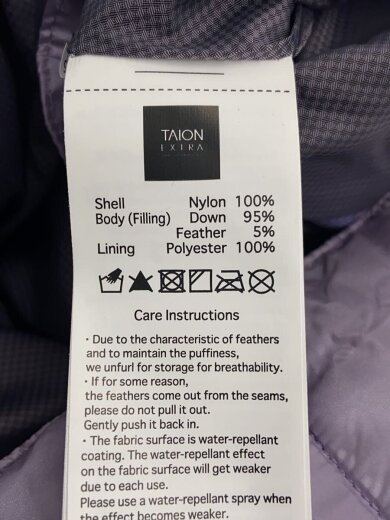 TAION
EXTRA
Shell Nylon 100%
Body (Filling) Down 95%
Feather 5%
Lining Polyester 100%
Care Instructions
・Due to the characteristic of feathers
and to maintain the puffiness,
we unfurl for storage for breathability.
・If for some reason,
the feathers come out from the seams,
please do not pull it out.
Gently push it back in.
・The fabric surface is water-repellant
coating. The water-repellant effect
on the fabric surface will get weaker
due to each use.
Please use a water-repellant spray when
the effect becomes weaker.